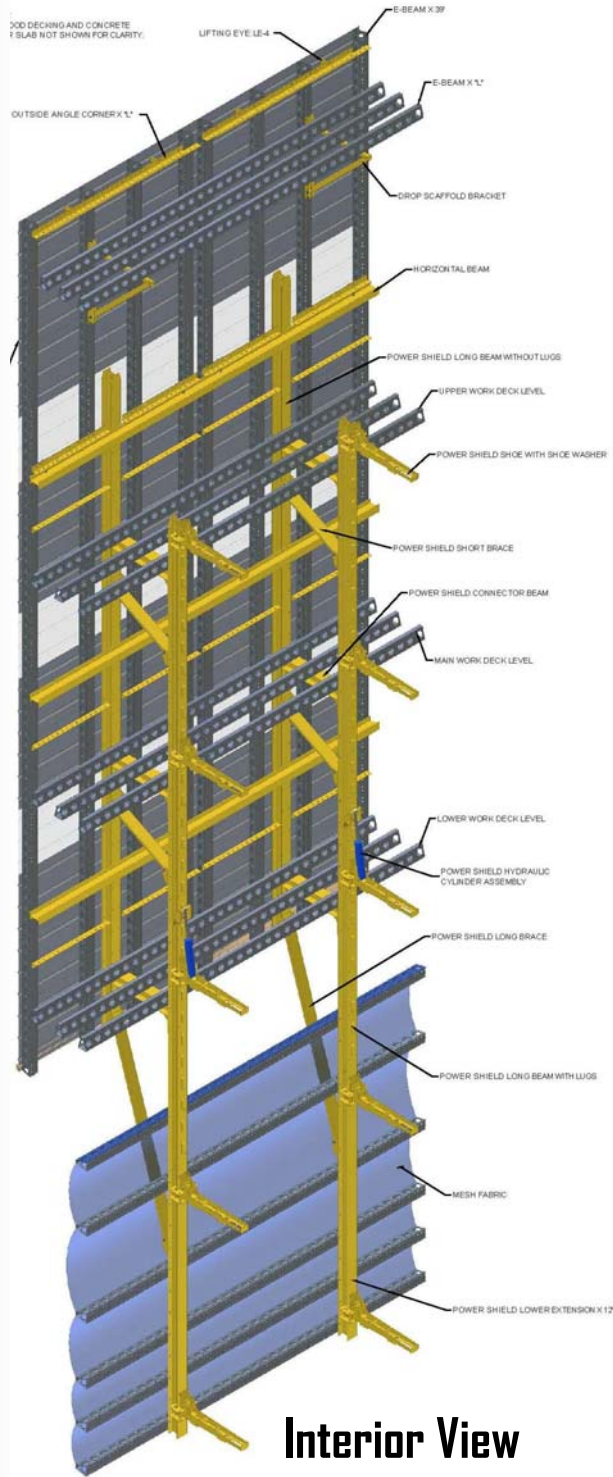 E-BEAM X 39'
OOD DECKING AND CONCRETE
R SLAB NOT SHOWN FOR CLARITY.
LIFTING EYE LE-4
E-BEAM X "L"
OUTSIDE ANGLE CORNER X "L"
DROP SCAFFOLD BRACKET
HORIZONTAL BEAM
POWER SHIELD LONG BEAM WITHOUT LUGS
UPPER WORK DECK LEVEL
POWER SHIELD SHOE WITH SHOE WASHER
POWER SHIELD SHORT BRACE
POWER SHIELD CONNECTOR BEAM
MAIN WORK DECK LEVEL
LOWER WORK DECK LEVEL
POWER SHIELD HYDRAULIC
CYLINDER ASSEMBLY
POWER SHIELD LONG BRACE
POWER SHIELD LONG BEAM WITH LUGS
MESH FABRIC
POWER SHIELD LOWER EXTENSION X 12'
Interior View